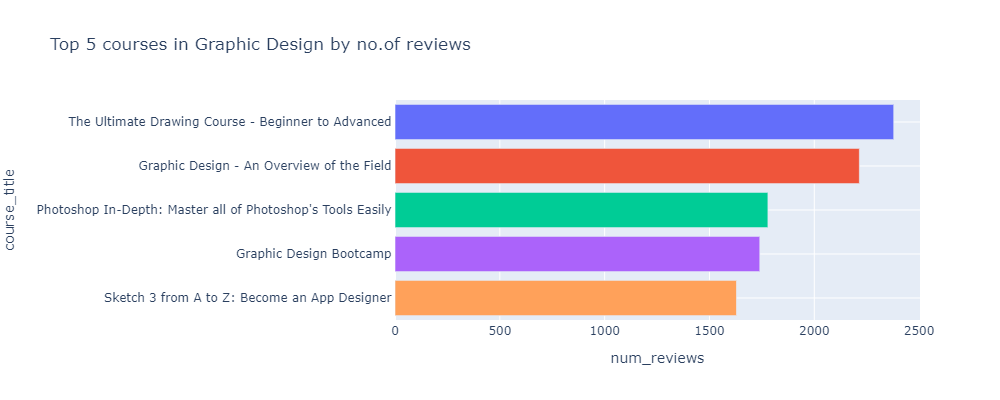 Top 5 courses in Graphic Design by no.of reviews
course_title
The Ultimate Drawing Course - Beginner to Advanced
Graphic Design - An Overview of the Field
Photoshop In-Depth: Master all of Photoshop's Tools Easily
Graphic Design Bootcamp
Sketch 3 from A to Z: Become an App Designer
0 500 1000 1500 2000 2500
num_reviews